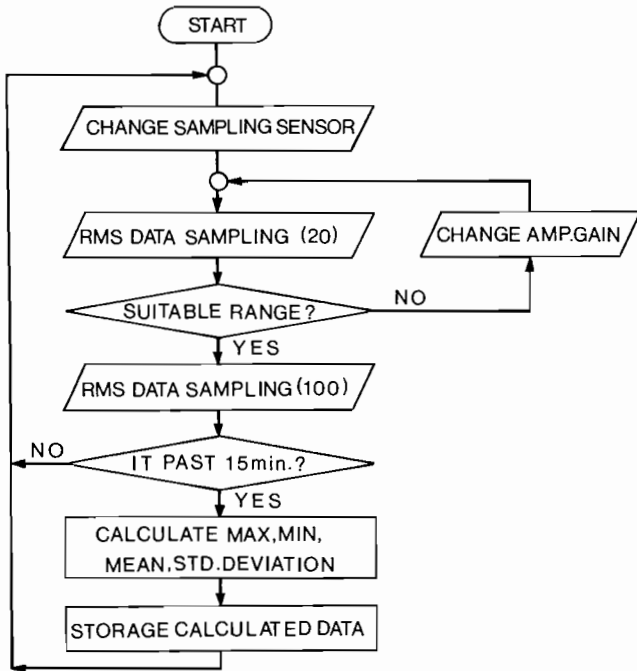 START
CHANGE SAMPLING SENSOR
RMS DATA SAMPLING (20)
CHANGE AMP.GAIN
SUITABLE RANGE?
NO
YES
RMS DATA SAMPLING (100)
NO
IT PAST 15min.?
YES
CALCULATE MAX,MIN,
MEAN,STD.DEVIATION
STORAGE CALCULATED DATA